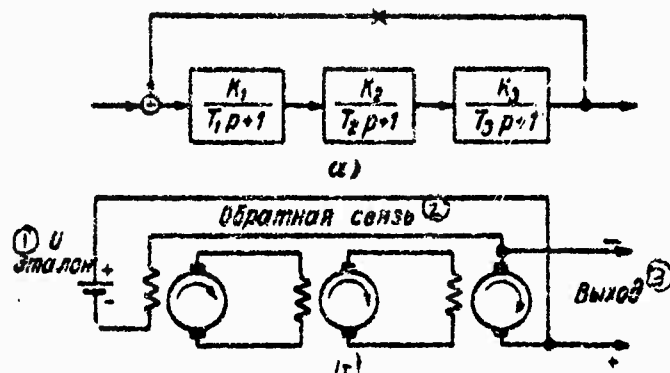 K₁ K₂ K₃
T₁p+1 T₂p+1 T₃p+1
а)
Обратная связь ②
① U
эталон
+
-
-
Выход ③
+